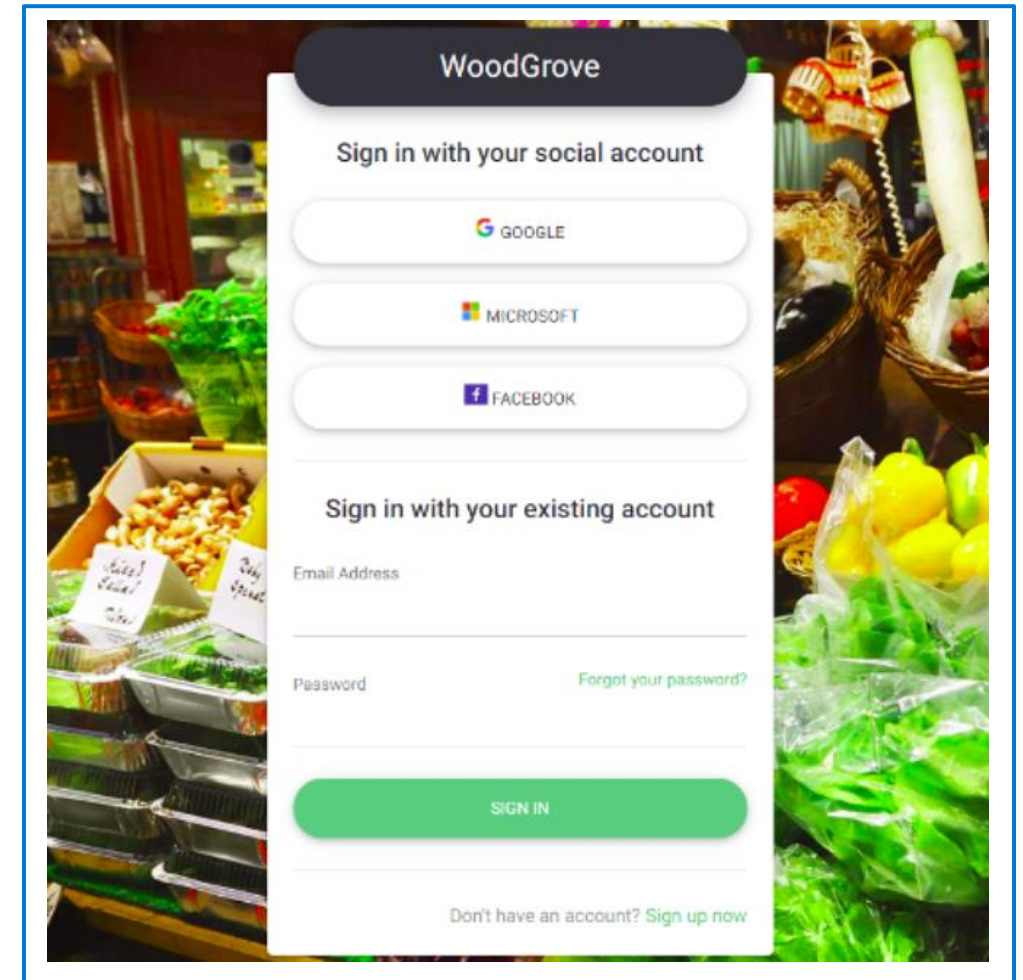 WoodGrove
Sign in with your social account
GOOGLE
MICROSOFT
FACEBOOK
Sign in with your existing account
Email Address
Password
Forgot your password?
SIGN IN
Don't have an account? Sign up now